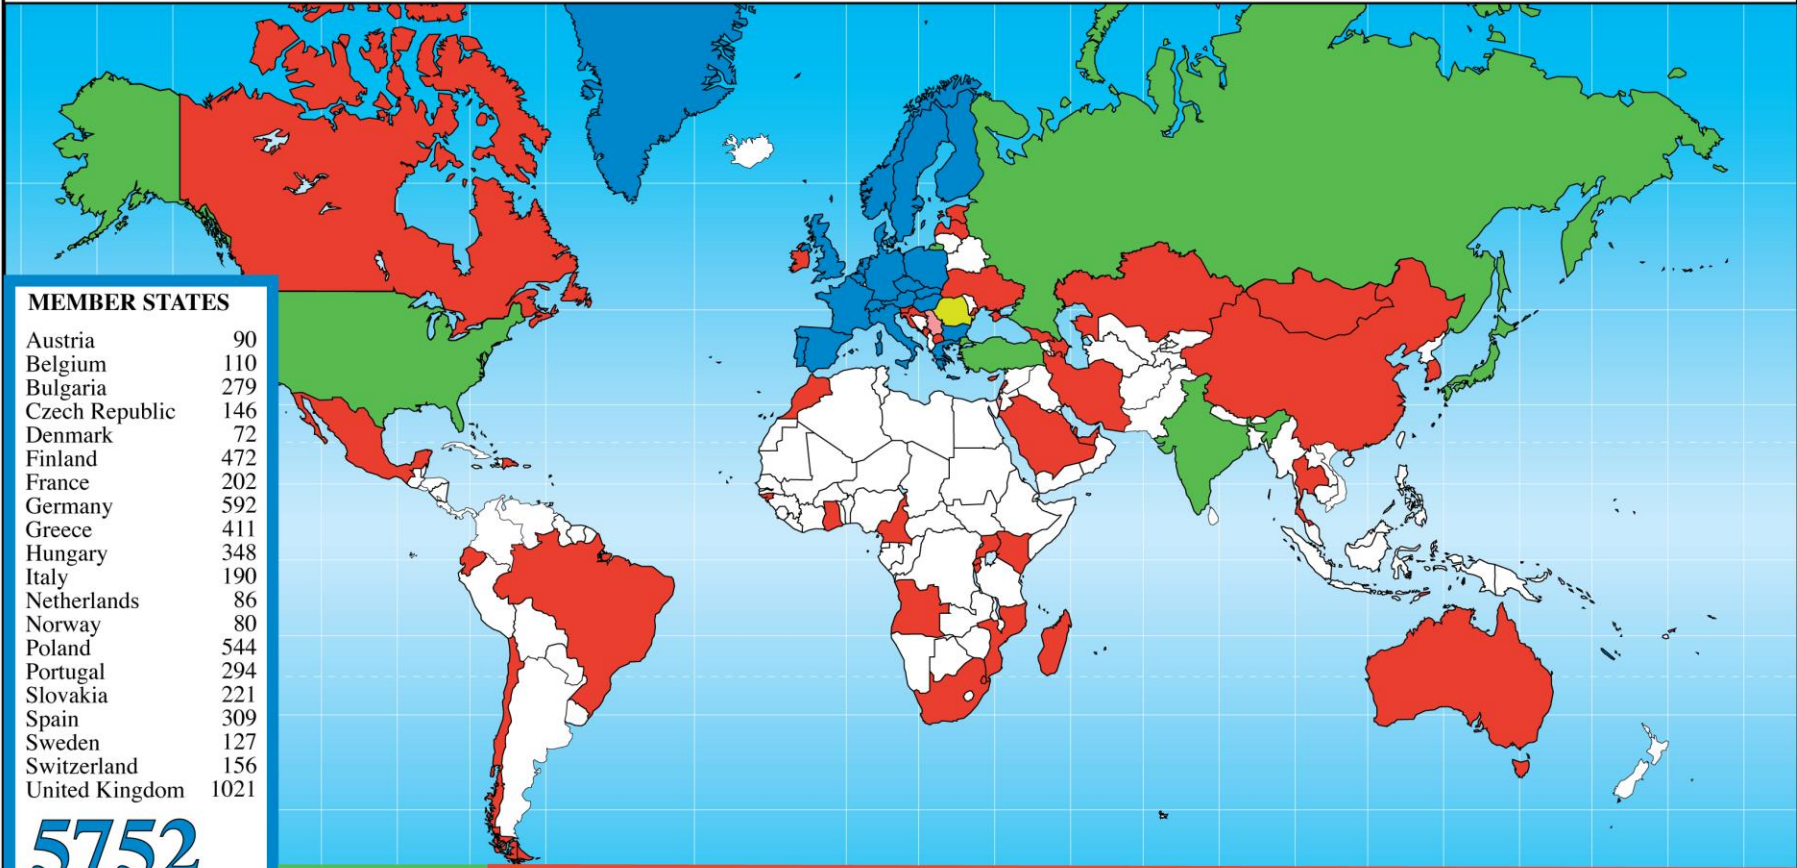 MEMBER STATES
Austria 90
Belgium 110
Bulgaria 279
Czech Republic 146
Denmark 72
Finland 472
France 202
Germany 592
Greece 411
Hungary 348
Italy 190
Netherlands 86
Norway 80
Poland 544
Portugal 294
Slovakia 221
Spain 309
Sweden 127
Switzerland 156
United Kingdom 1021
5752